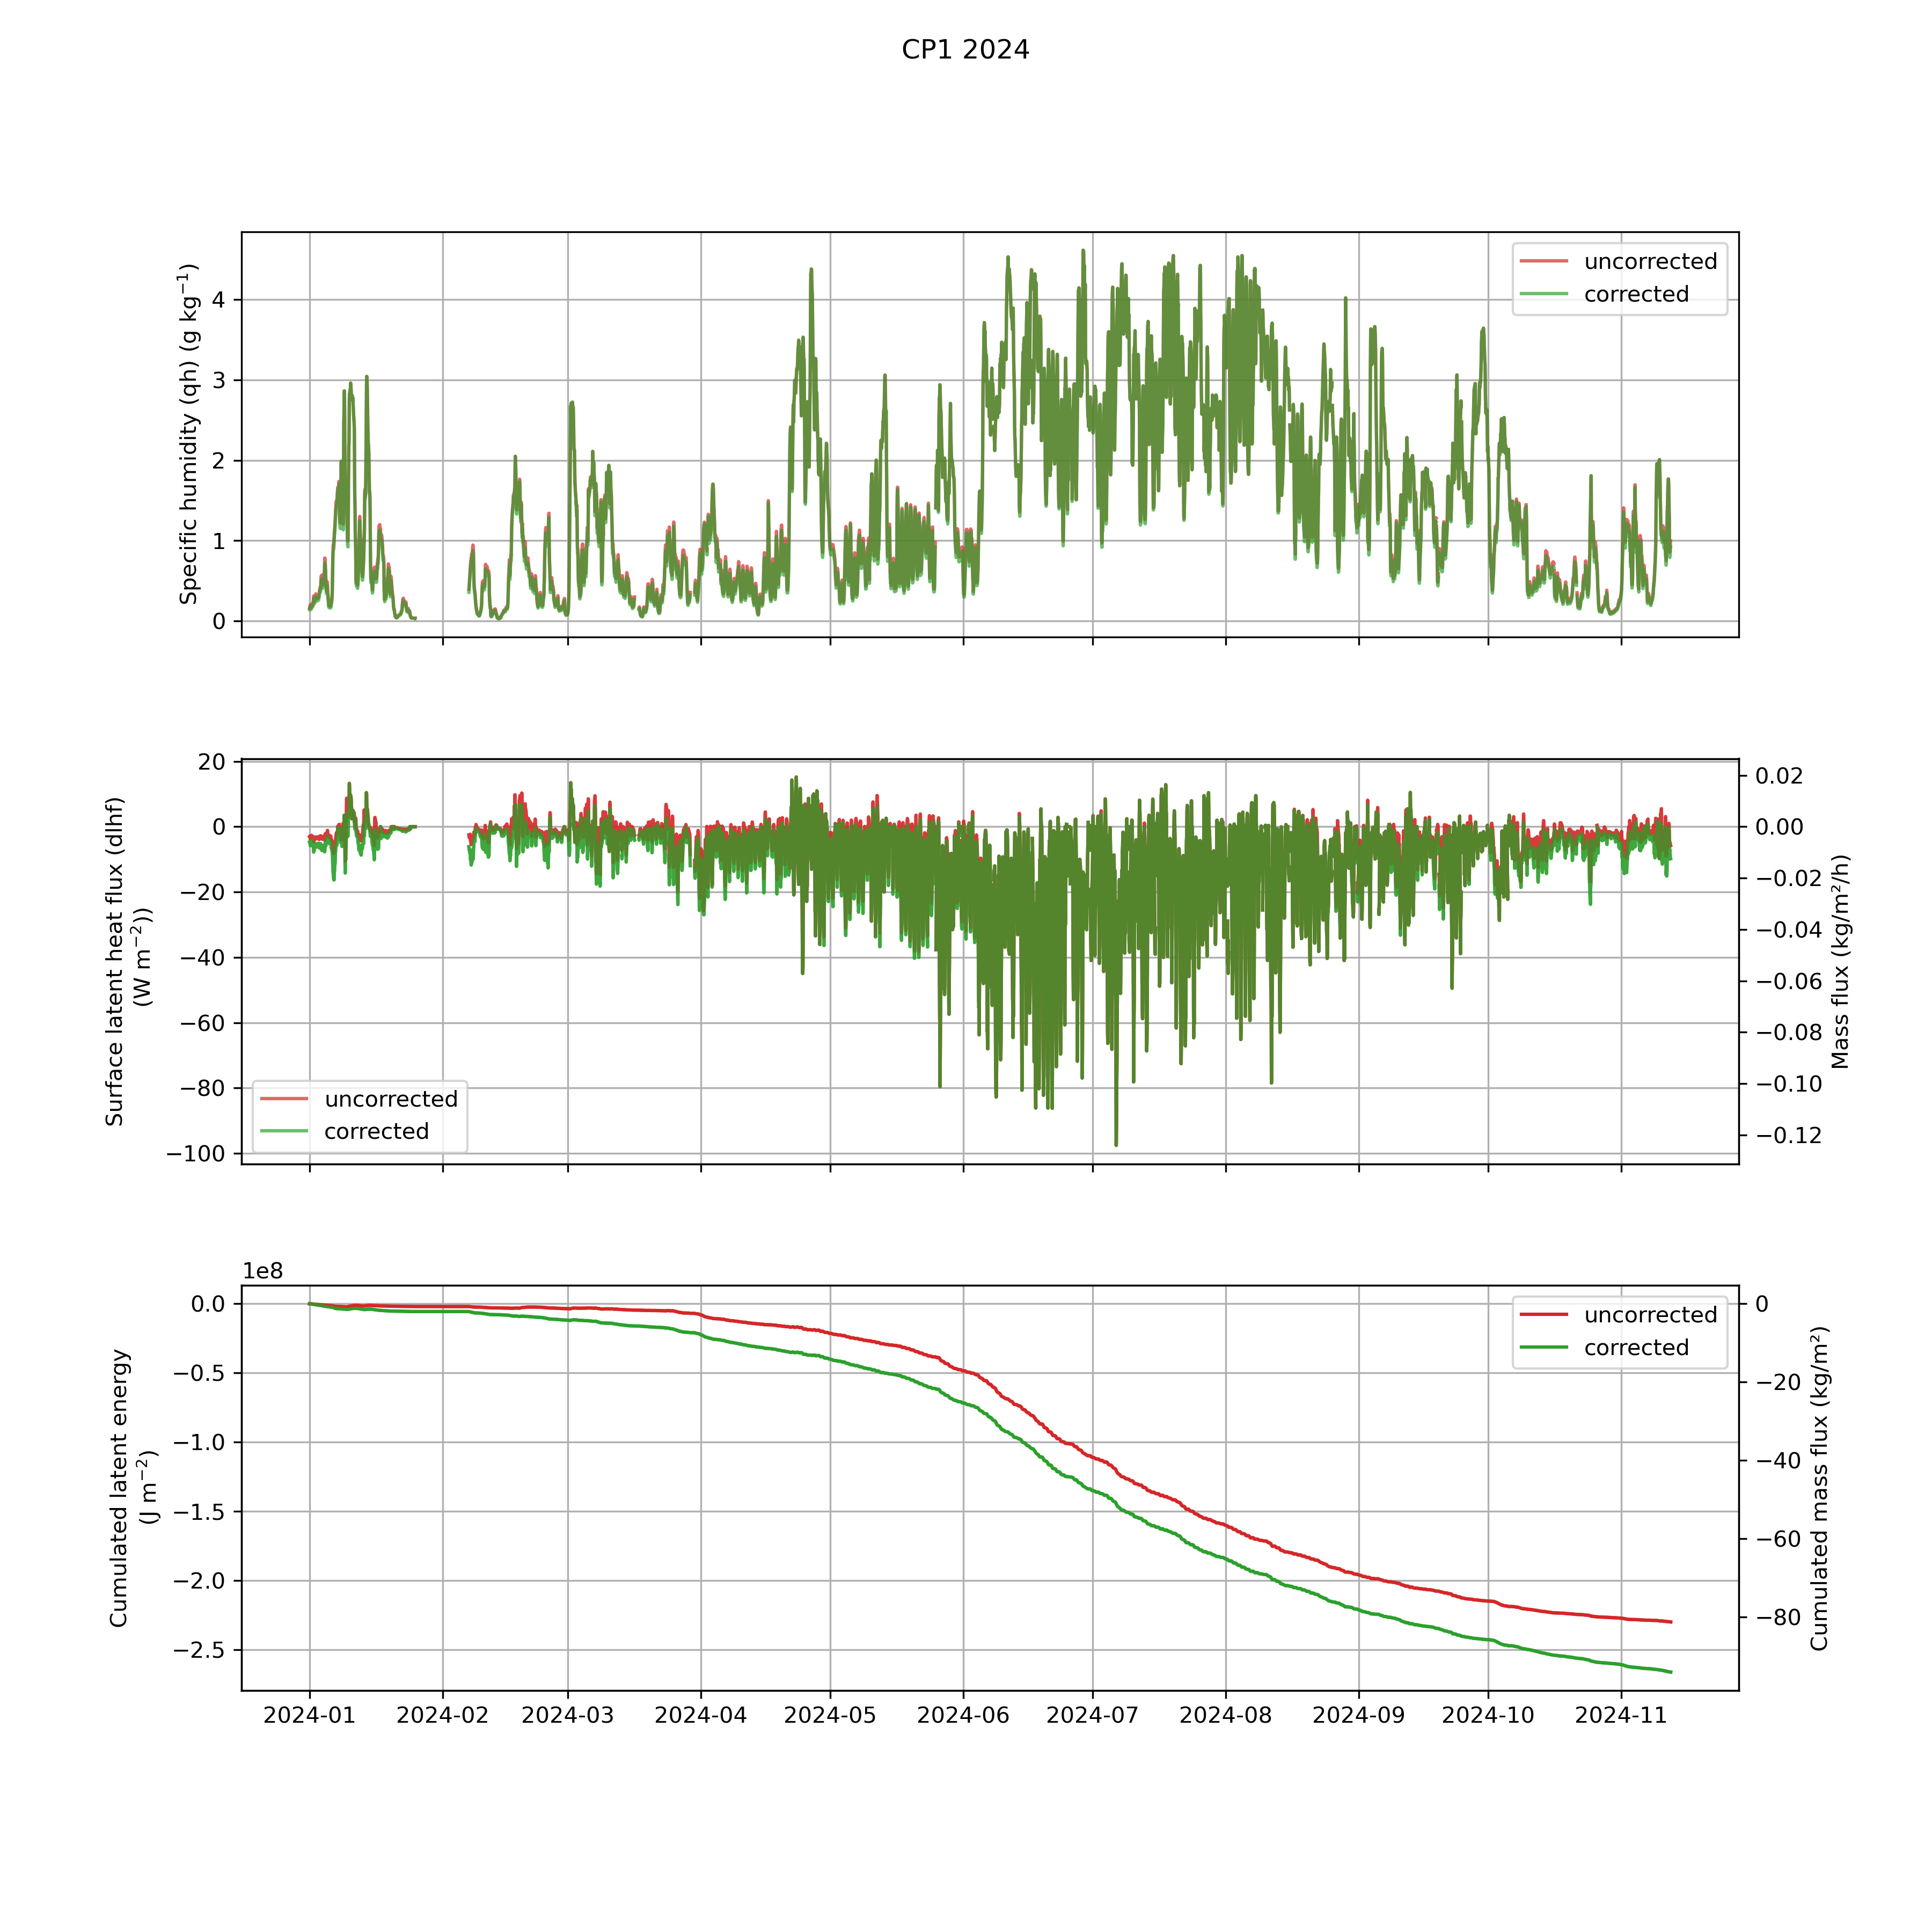 CP1 2024
Specific humidity (qh) (g kg⁻¹)
4
3
2
1
0
uncorrected
corrected
Surface latent heat flux (dlhf)
(W m⁻²))
20
0
−20
−40
−60
−80
−100
uncorrected
corrected
0.02
0.00
−0.02
−0.04
−0.06
−0.08
−0.10
−0.12
Mass flux (kg/m²/h)
1e8
Cumulated latent energy
(J m⁻²)
0.0
−0.5
−1.0
−1.5
−2.0
−2.5
uncorrected
corrected
0
−20
−40
−60
−80
Cumulated mass flux (kg/m²)
2024-01 2024-02 2024-03 2024-04 2024-05 2024-06 2024-07 2024-08 2024-09 2024-10 2024-11